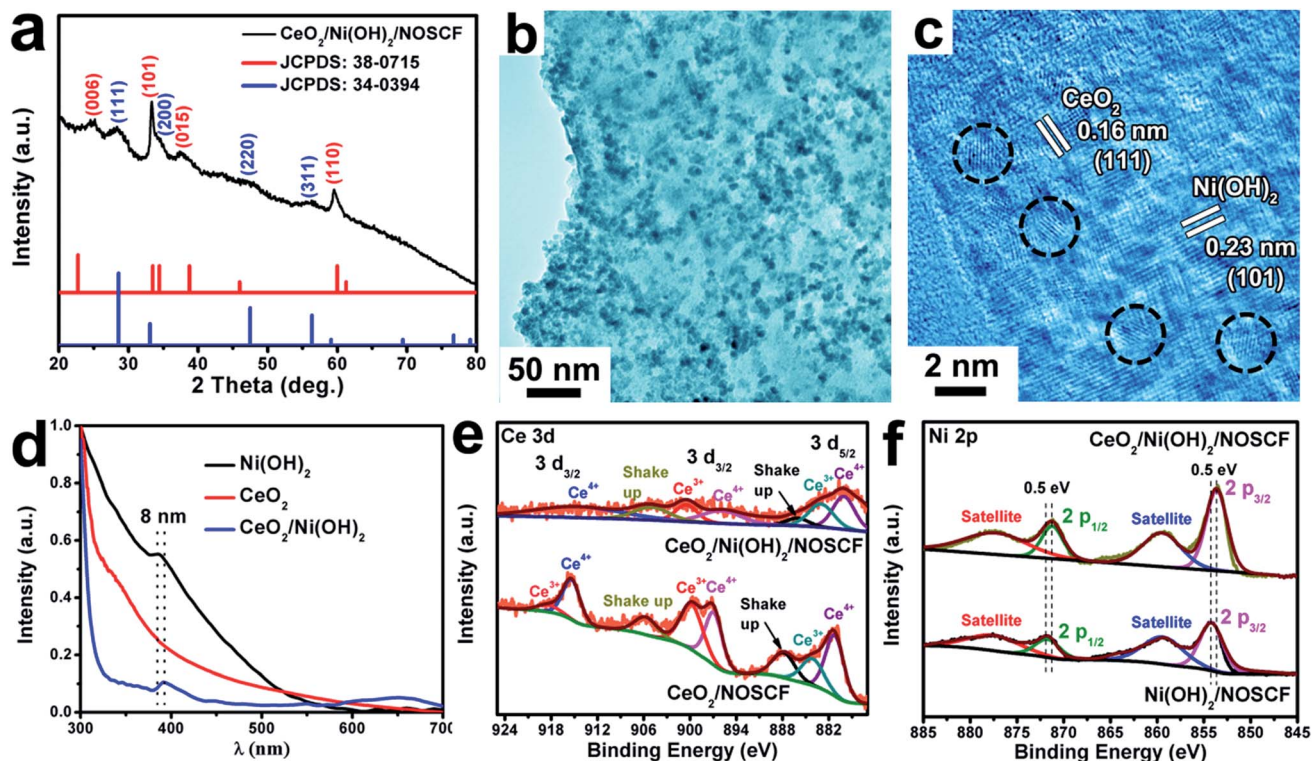 a
CeO₂/Ni(OH)₂/NOSCF
JCPDS: 38-0715
JCPDS: 34-0394
(006)
(111)
(101)
(200)
(015)
(220)
(311)
(110)
Intensity (a.u.)
20 30 40 50 60 70 80
2 Theta (deg.)
b
50 nm
c
CeO₂
0.16 nm
(111)
Ni(OH)₂
0.23 nm
(101)
2 nm
d
1.0
0.8
0.6
0.4
0.2
0.0
Intensity (a.u.)
Ni(OH)₂
CeO₂
CeO₂/Ni(OH)₂
8 nm
300 400 500 600 700
λ (nm)
e
Ce 3d
3 d₃/₂
3 d₃/₂
3 d₅/₂
Ce⁴⁺
Shake up
Ce³⁺
Ce⁴⁺
Shake up
Ce³⁺
Ce⁴⁺
CeO₂/Ni(OH)₂/NOSCF
Ce³⁺
Ce⁴⁺
Shake up
Ce³⁺
Ce⁴⁺
Shake up
Ce³⁺
Ce⁴⁺
CeO₂/NOSCF
Intensity (a.u.)
924 918 912 906 900 894 888 882
Binding Energy (eV)
f
Ni 2p
CeO₂/Ni(OH)₂/NOSCF
0.5 eV
0.5 eV
Satellite
2 p₁/₂
Satellite
2 p₃/₂
Satellite
2 p₁/₂
Satellite
2 p₃/₂
Ni(OH)₂/NOSCF
Intensity (a.u.)
885 880 875 870 865 860 855 850 845
Binding Energy (eV)